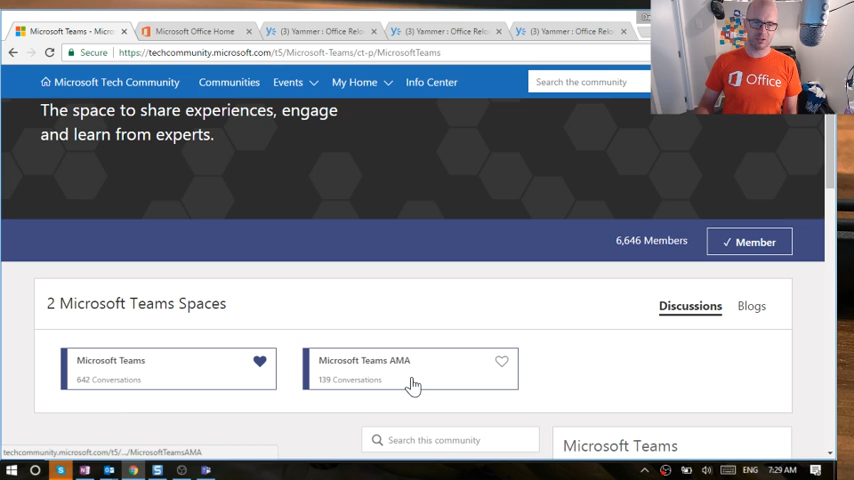 Microsoft Teams - Micro
Microsoft Office Home
(3) Yammer : Office Relo
(3) Yammer : Office Relo
(3) Yammer : Office Relo
Secure
https://techcommunity.microsoft.com/t5/Microsoft-Teams/ct-p/MicrosoftTeams
Microsoft Tech Community
Communities
Events
My Home
Info Center
Search the community
Office
The space to share experiences, engage
and learn from experts.
6,646 Members
✓ Member
2 Microsoft Teams Spaces
Discussions
Blogs
Microsoft Teams
642 Conversations
Microsoft Teams AMA
139 Conversations
Search this community
Microsoft Teams
techcommunity.microsoft.com/t5/.../MicrosoftTeamsAMA
ENG
7:29 AM